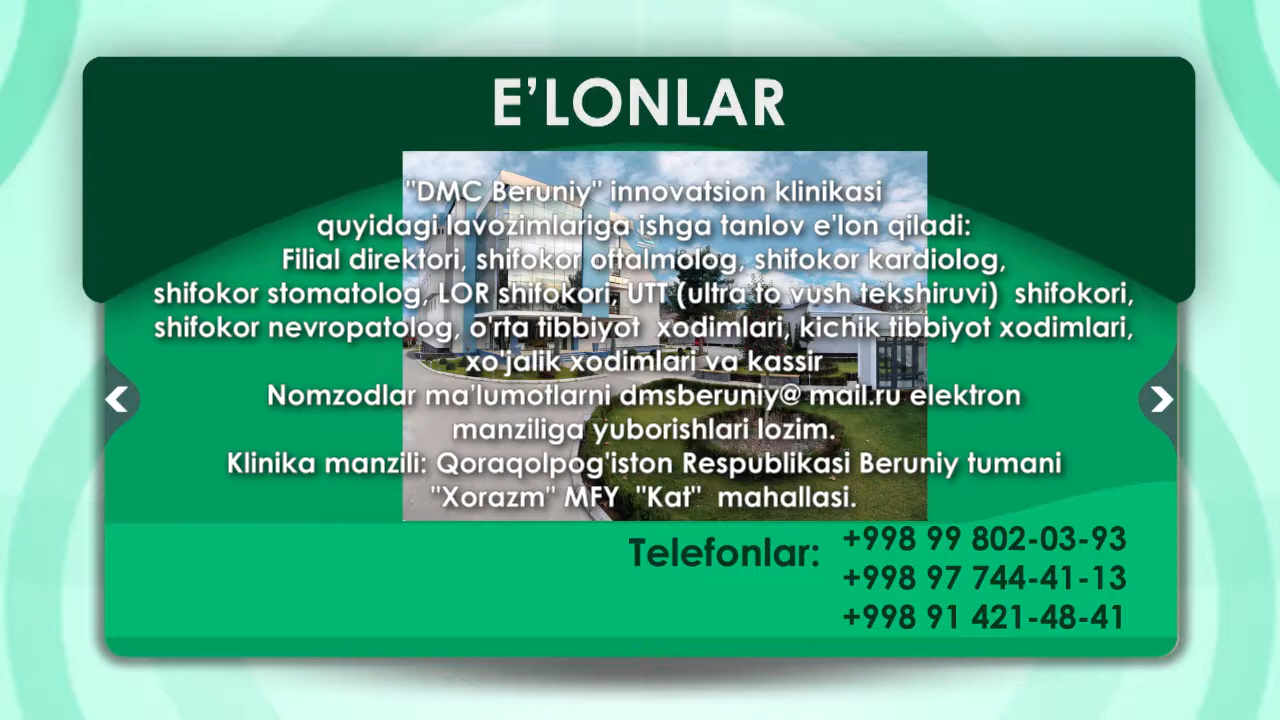 E’LONLAR
"DMC Beruniy" innovatsion klinikasi
quyidagi lavozimlariga ishga tanlov e'lon qiladi:
Filial direktori, shifokor oftalmolog, shifokor kardiolog,
shifokor stomatolog, LOR shifokori, UTT (ultra to vush tekshiruvi) shifokori,
shifokor nevropatolog, o'rta tibbiyot xodimlari, kichik tibbiyot xodimlari,
xo'jalik xodimlari va kassir
Nomzodlar ma'lumotlarni dmsberuniy@ mail.ru elektron
manziliga yuborishlari lozim.
Klinika manzili: Qoraqolpog'iston Respublikasi Beruniy tumani
"Xorazm" MFY "Kat" mahallasi.
Telefonlar: +998 99 802-03-93
+998 97 744-41-13
+998 91 421-48-41